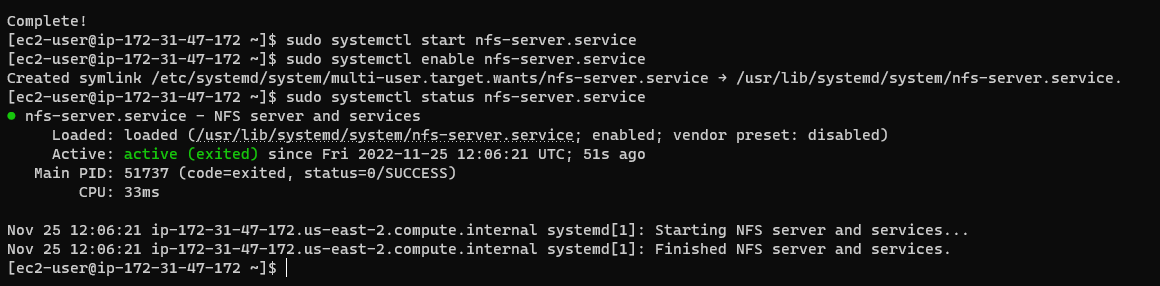 Complete!
[ec2-user@ip-172-31-47-172 ~]$ sudo systemctl start nfs-server.service
[ec2-user@ip-172-31-47-172 ~]$ sudo systemctl enable nfs-server.service
Created symlink /etc/systemd/system/multi-user.target.wants/nfs-server.service → /usr/lib/systemd/system/nfs-server.service.
[ec2-user@ip-172-31-47-172 ~]$ sudo systemctl status nfs-server.service
● nfs-server.service - NFS server and services
     Loaded: loaded (/usr/lib/systemd/system/nfs-server.service; enabled; vendor preset: disabled)
     Active: active (exited) since Fri 2022-11-25 12:06:21 UTC; 51s ago
   Main PID: 51737 (code=exited, status=0/SUCCESS)
        CPU: 33ms

Nov 25 12:06:21 ip-172-31-47-172.us-east-2.compute.internal systemd[1]: Starting NFS server and services...
Nov 25 12:06:21 ip-172-31-47-172.us-east-2.compute.internal systemd[1]: Finished NFS server and services.
[ec2-user@ip-172-31-47-172 ~]$